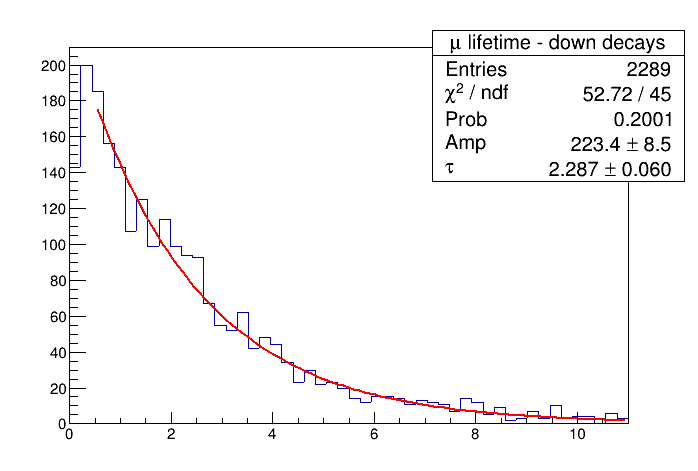 μ lifetime - down decays
Entries 2289
χ² / ndf 52.72 / 45
Prob 0.2001
Amp 223.4 ± 8.5
τ 2.287 ± 0.060
200
180
160
140
120
100
80
60
40
20
0
0 2 4 6 8 10